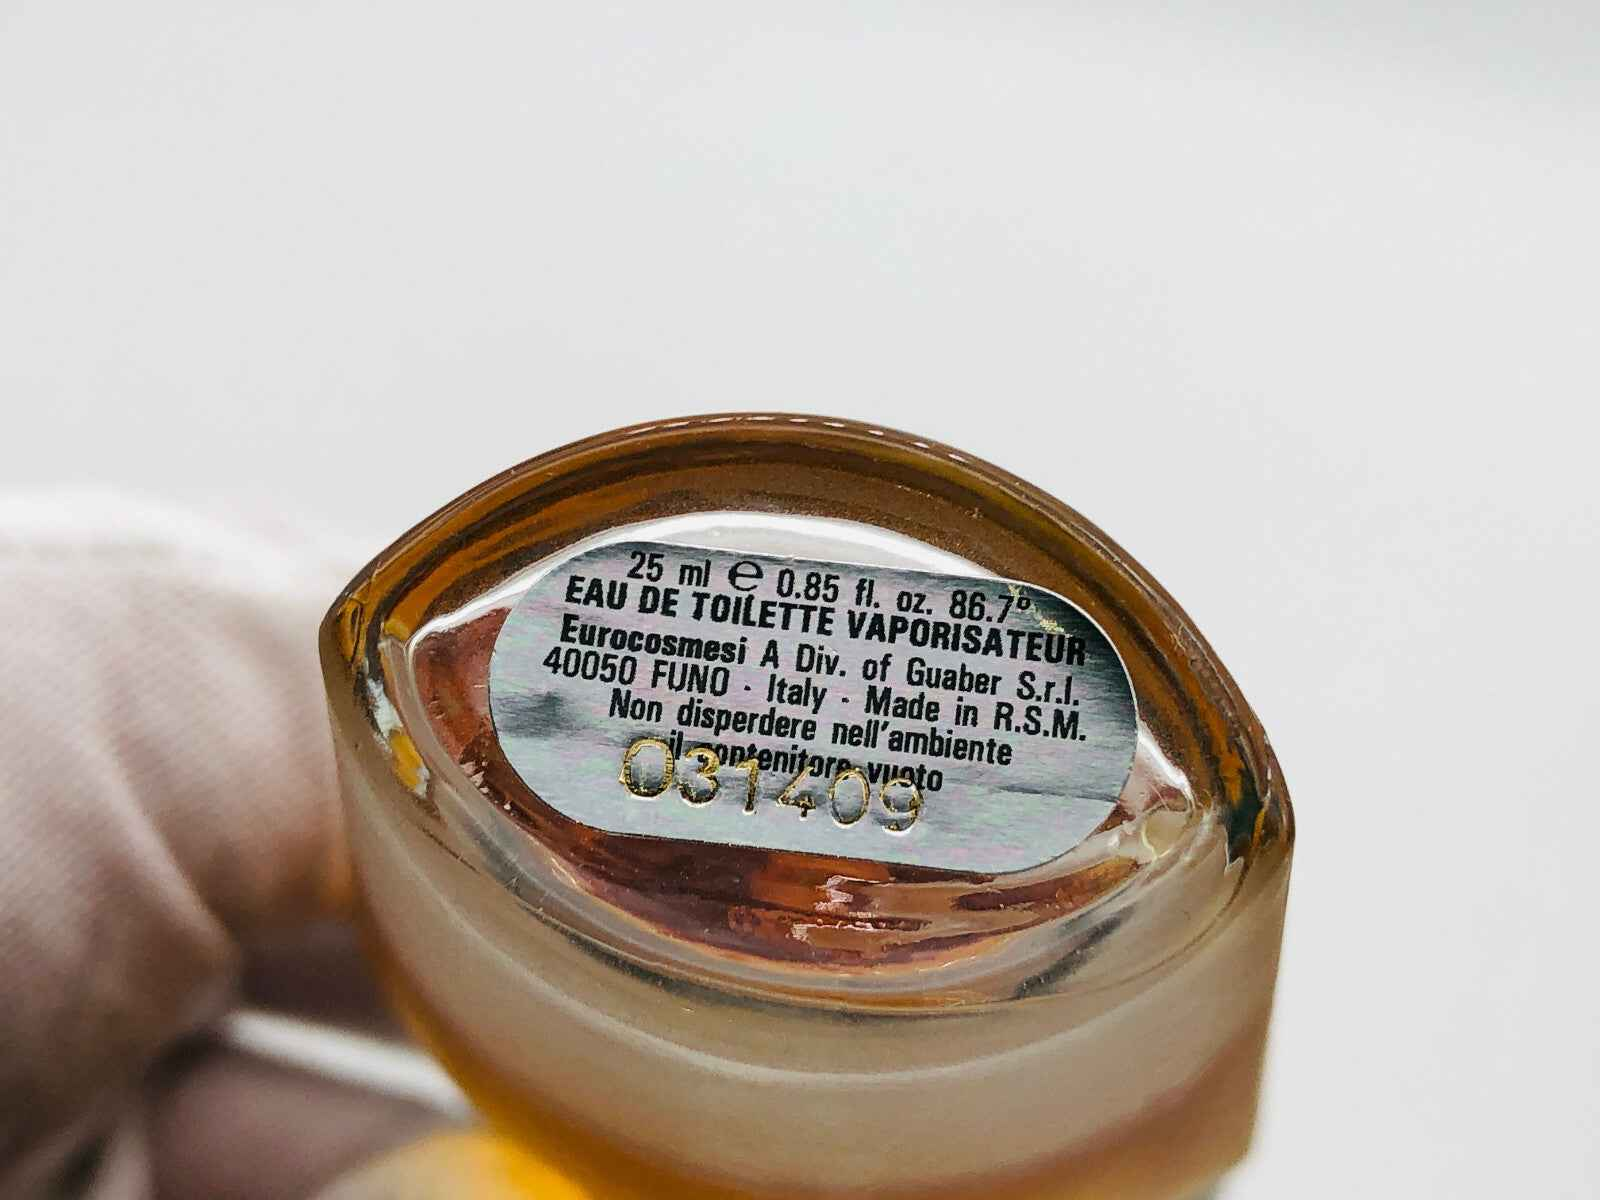 25 ml ℮ 0.85 fl. oz. 86.7°
EAU DE TOILETTE VAPORISATEUR
Eurocosmesi A Div. of Guaber S.r.l.
40050 FUNO - Italy - Made in R.S.M.
Non disperdere nell'ambiente
il contenitore vuoto
031409